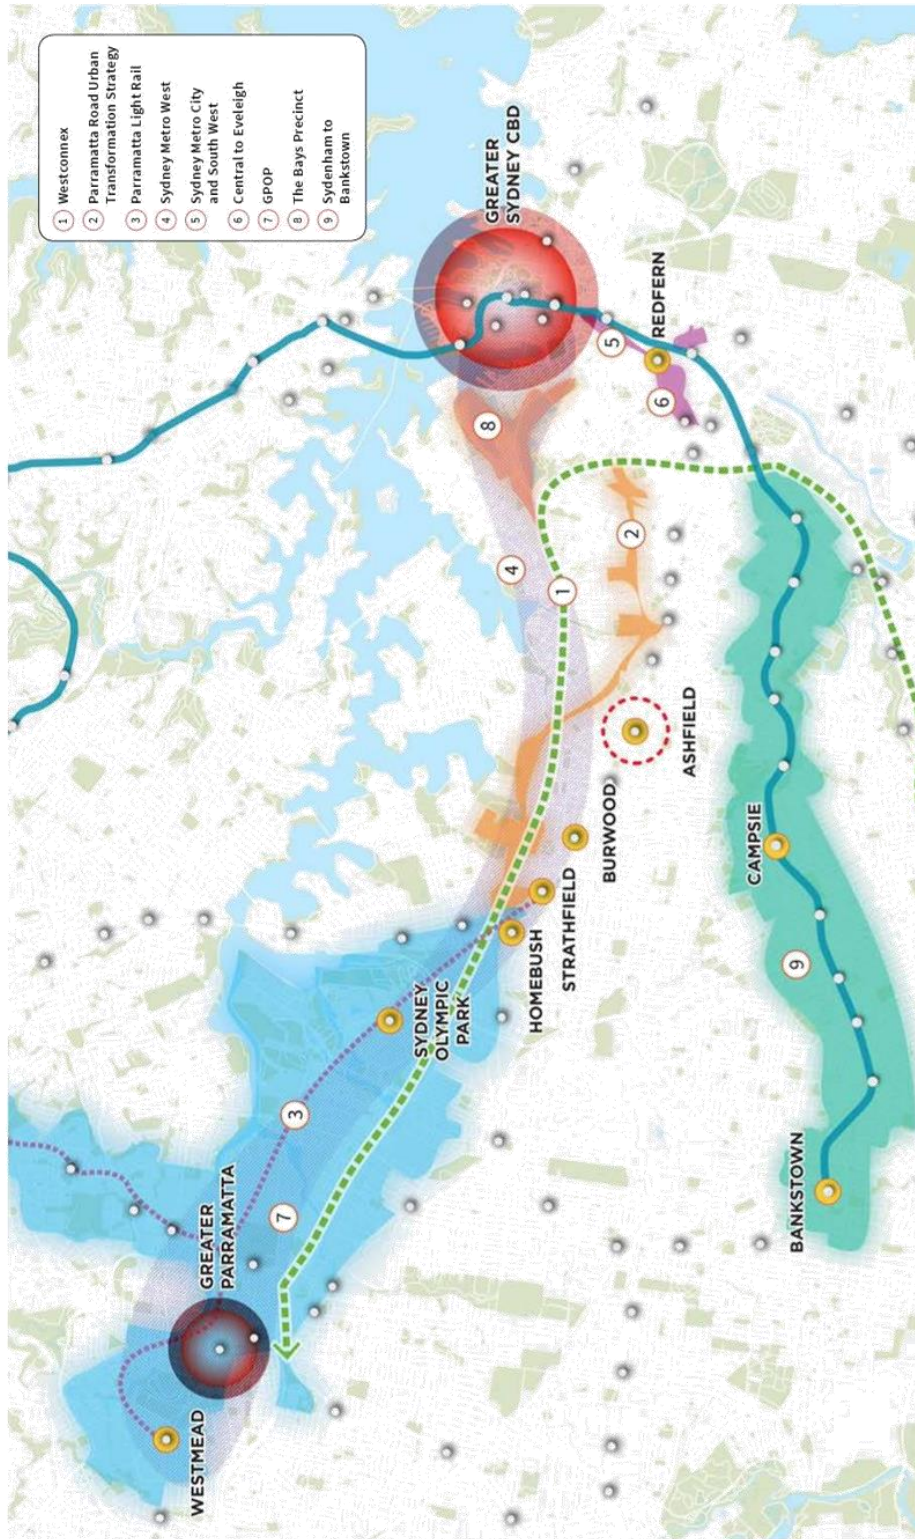 1 Westconnex
2 Parramatta Road Urban
Transformation Strategy
3 Parramatta Light Rail
4 Sydney Metro West
5 Sydney Metro City
and South West
6 Central to Eveleigh
7 GPOP
8 The Bays Precinct
9 Sydenham to
Bankstown
WESTMEAD
GREATER
PARRAMATTA
7
3
SYDNEY
OLYMPIC
PARK
HOMEBUSH
STRATHFIELD
BURWOOD
ASHFIELD
4
1
2
8
GREATER
SYDNEY CBD
5
REDFERN
6
BANKSTOWN
9
CAMPSIE